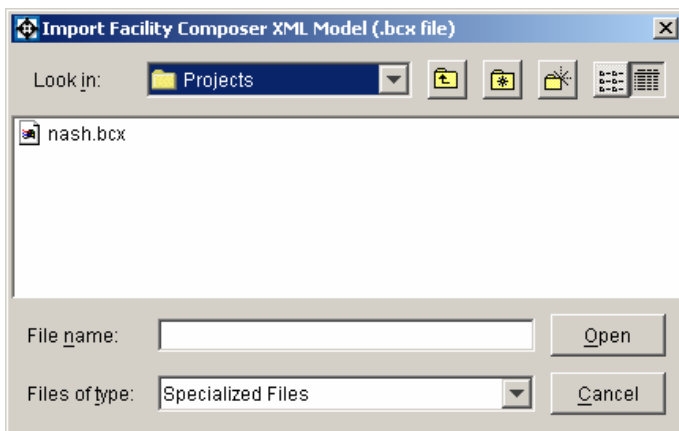 Import Facility Composer XML Model (.bcx file)
Look in: Projects
nash.bcx
File name: Open
Files of type: Specialized Files Cancel